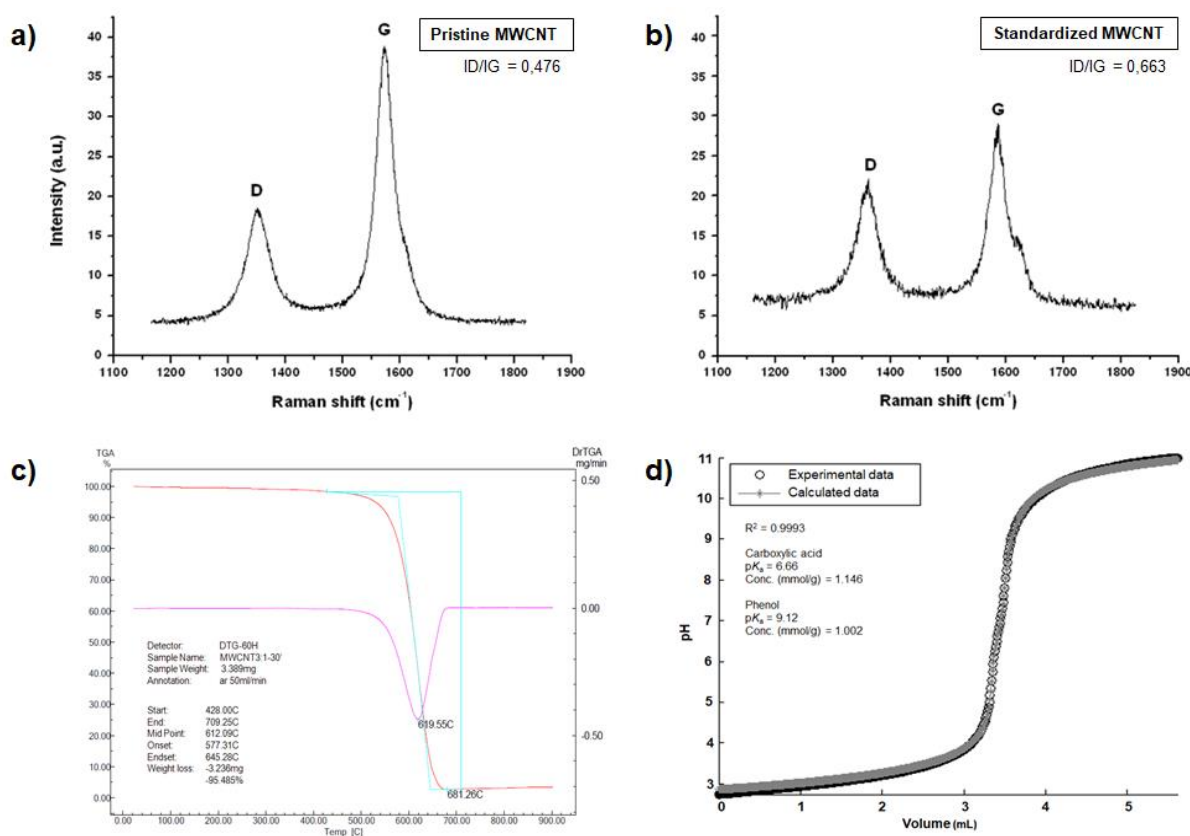 a)
Pristine MWCNT
ID/IG = 0,476
G
D
40
35
30
25
20
15
10
5
0
Intensity (a.u.)
1100 1200 1300 1400 1500 1600 1700 1800 1900
Raman shift (cm⁻¹)
b)
Standardized MWCNT
ID/IG = 0,663
G
D
40
35
30
25
20
15
10
5
0
1100 1200 1300 1400 1500 1600 1700 1800 1900
Raman shift (cm⁻¹)
c)
TGA
%
DrTGA
mg/min
100.00
90.00
80.00
70.00
60.00
50.00
40.00
30.00
20.00
10.00
0.00
0.50
0.00
-0.50
Detector: DTG-60H
Sample Name: MWCNT3:1-30'
Sample Weight: 3.389mg
Annotation: ar 50ml/min
Start: 428.00C
End: 709.25C
Mid Point: 612.09C
Onset: 577.31C
Endset: 645.28C
Weight loss: -3.236mg
-95.485%
619.55C
681.26C
0.00 100.00 200.00 300.00 400.00 500.00 600.00 700.00 800.00 900.00
Temp [C]
d)
Experimental data
Calculated data
R² = 0.9993
Carboxylic acid
pKa = 6.66
Conc. (mmol/g) = 1.146
Phenol
pKa = 9.12
Conc. (mmol/g) = 1.002
11
10
9
8
7
6
5
4
3
pH
0 1 2 3 4 5
Volume (mL)